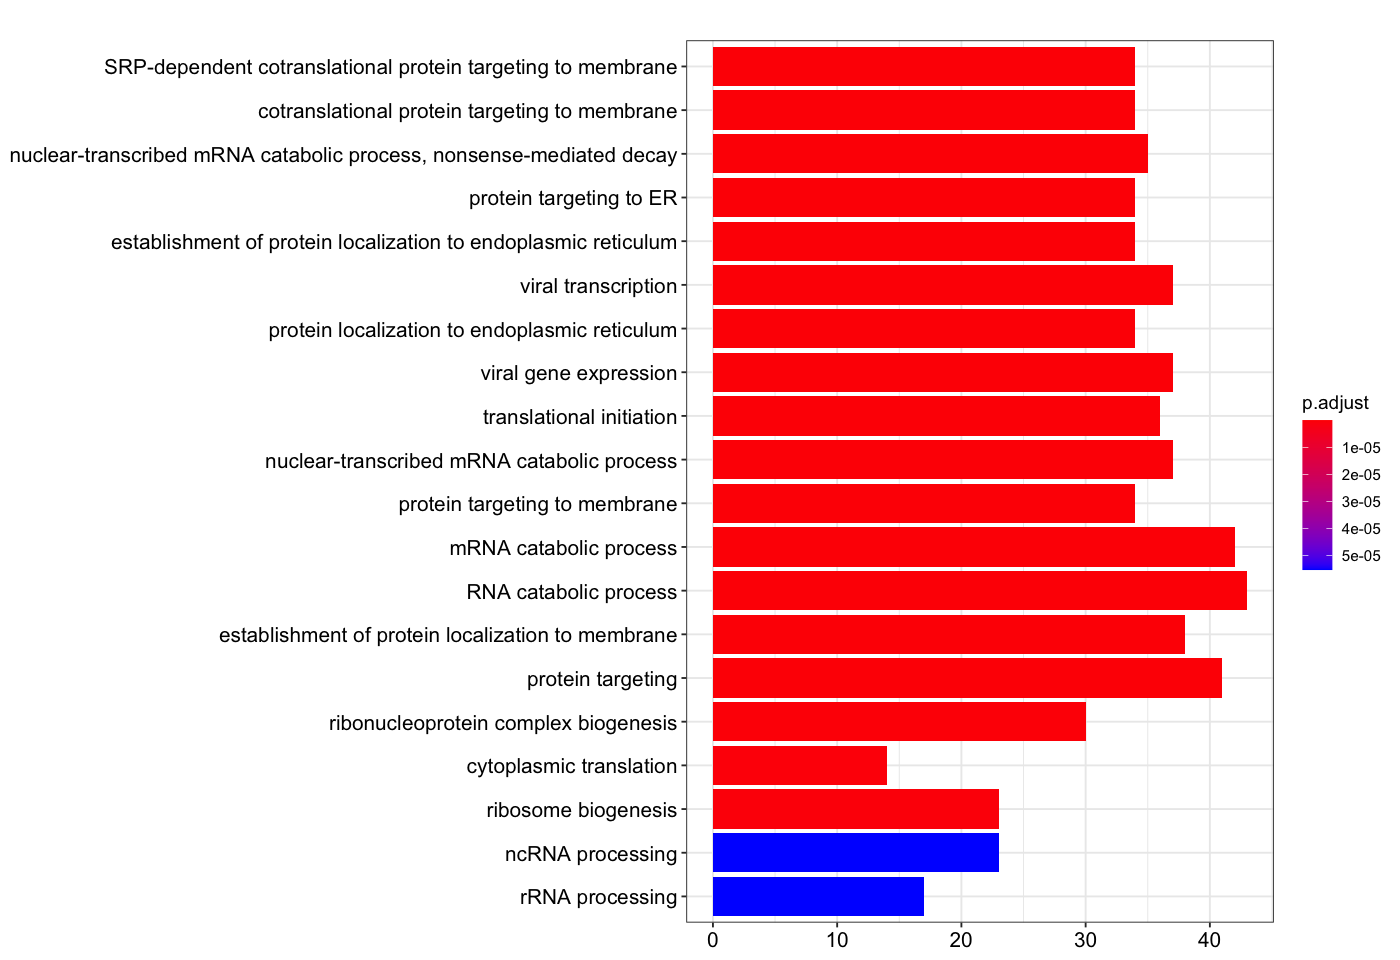 SRP-dependent cotranslational protein targeting to membrane
cotranslational protein targeting to membrane
nuclear-transcribed mRNA catabolic process, nonsense-mediated decay
protein targeting to ER
establishment of protein localization to endoplasmic reticulum
viral transcription
protein localization to endoplasmic reticulum
viral gene expression
translational initiation
nuclear-transcribed mRNA catabolic process
protein targeting to membrane
mRNA catabolic process
RNA catabolic process
establishment of protein localization to membrane
protein targeting
ribonucleoprotein complex biogenesis
cytoplasmic translation
ribosome biogenesis
ncRNA processing
rRNA processing
0 10 20 30 40
p.adjust
1e-05
2e-05
3e-05
4e-05
5e-05